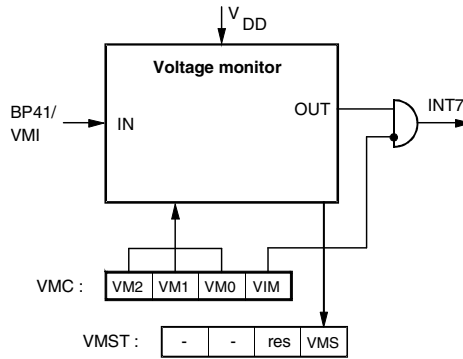 V DD
Voltage monitor
BP41/
VMI
IN
OUT
INT7
VMC : VM2 VM1 VM0 VIM
VMST : - - res VMS